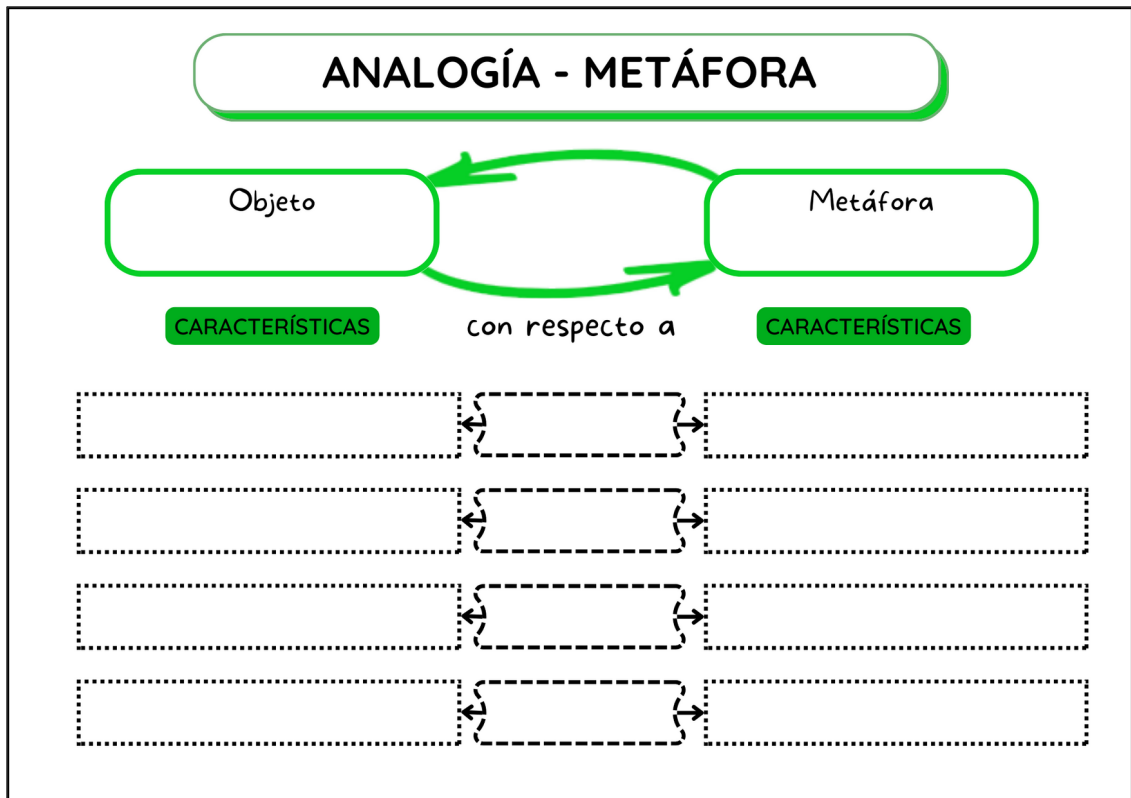 ANALOGÍA - METÁFORA
Objeto
Metáfora
CARACTERÍSTICAS
con respecto a
CARACTERÍSTICAS